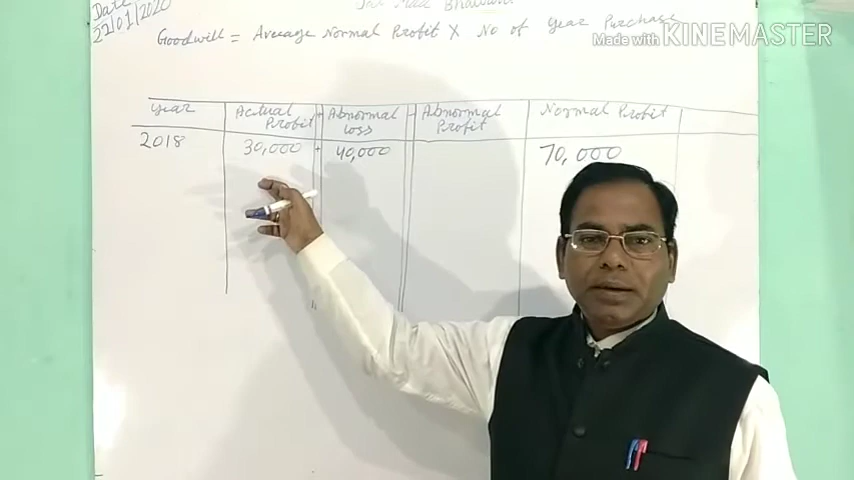 Date
22/01/2020
Goodwill = Average Normal Profit X No of year Purchase
Made with KINEMASTER
year Actual Profit + Abnormal loss - Abnormal Profit Normal Profit
2018 30,000 + 40,000 70,000